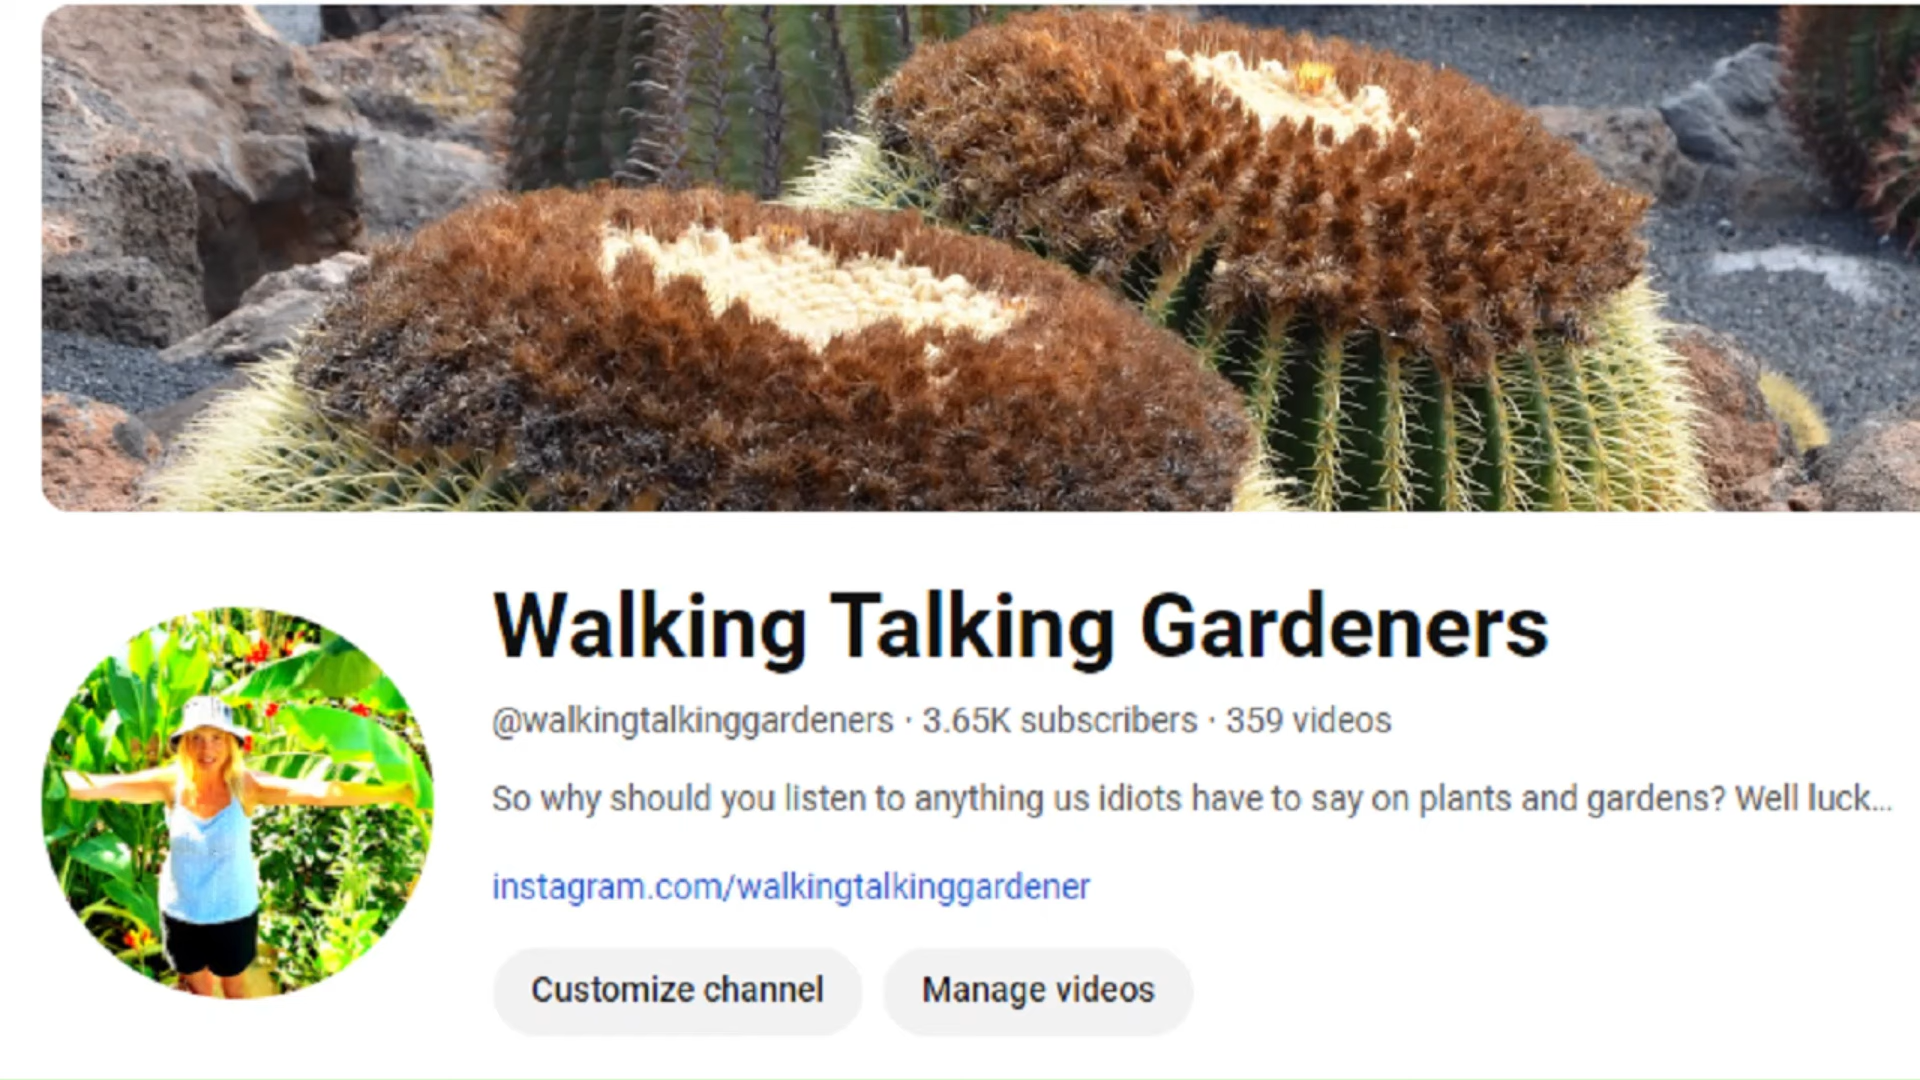 Walking Talking Gardeners
@walkingtalkinggardeners · 3.65K subscribers · 359 videos
So why should you listen to anything us idiots have to say on plants and gardens? Well luck...
instagram.com/walkingtalkinggardener
Customize channel
Manage videos